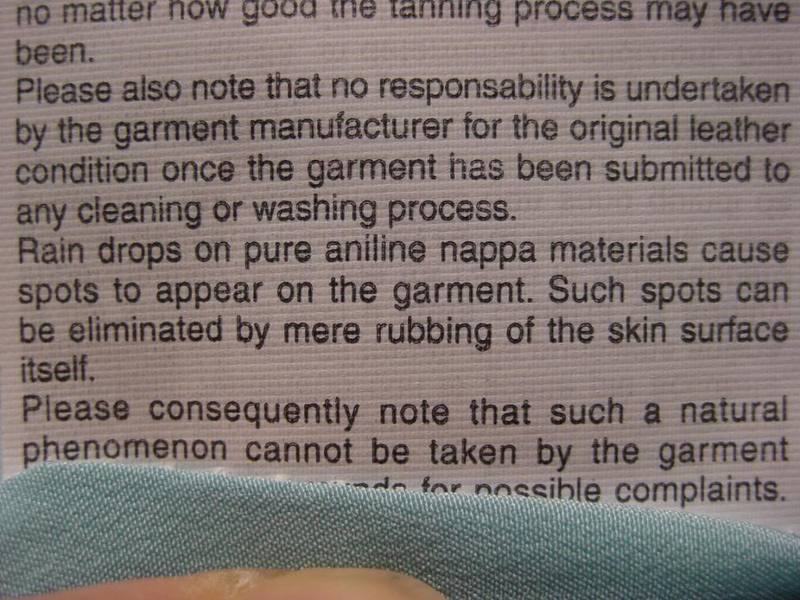 no matter how good the tanning process may have
been.
Please also note that no responsability is undertaken
by the garment manufacturer for the original leather
condition once the garment has been submitted to
any cleaning or washing process.
Rain drops on pure aniline nappa materials cause
spots to appear on the garment. Such spots can
be eliminated by mere rubbing of the skin surface
itself.
Please consequently note that such a natural
phenomenon cannot be taken by the garment
for possible complaints.